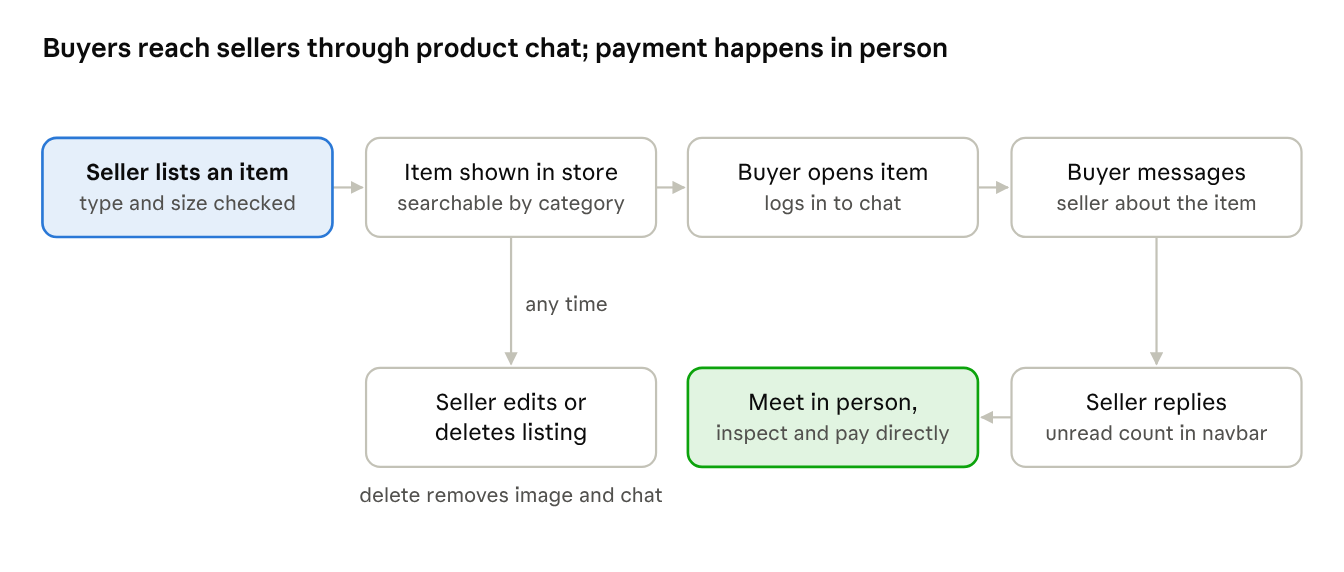 Buyers reach sellers through product chat; payment happens in person
Seller lists an item
type and size checked
Item shown in store
searchable by category
Buyer opens item
logs in to chat
Buyer messages
seller about the item
any time
Seller edits or
deletes listing
Meet in person,
inspect and pay directly
Seller replies
unread count in navbar
delete removes image and chat